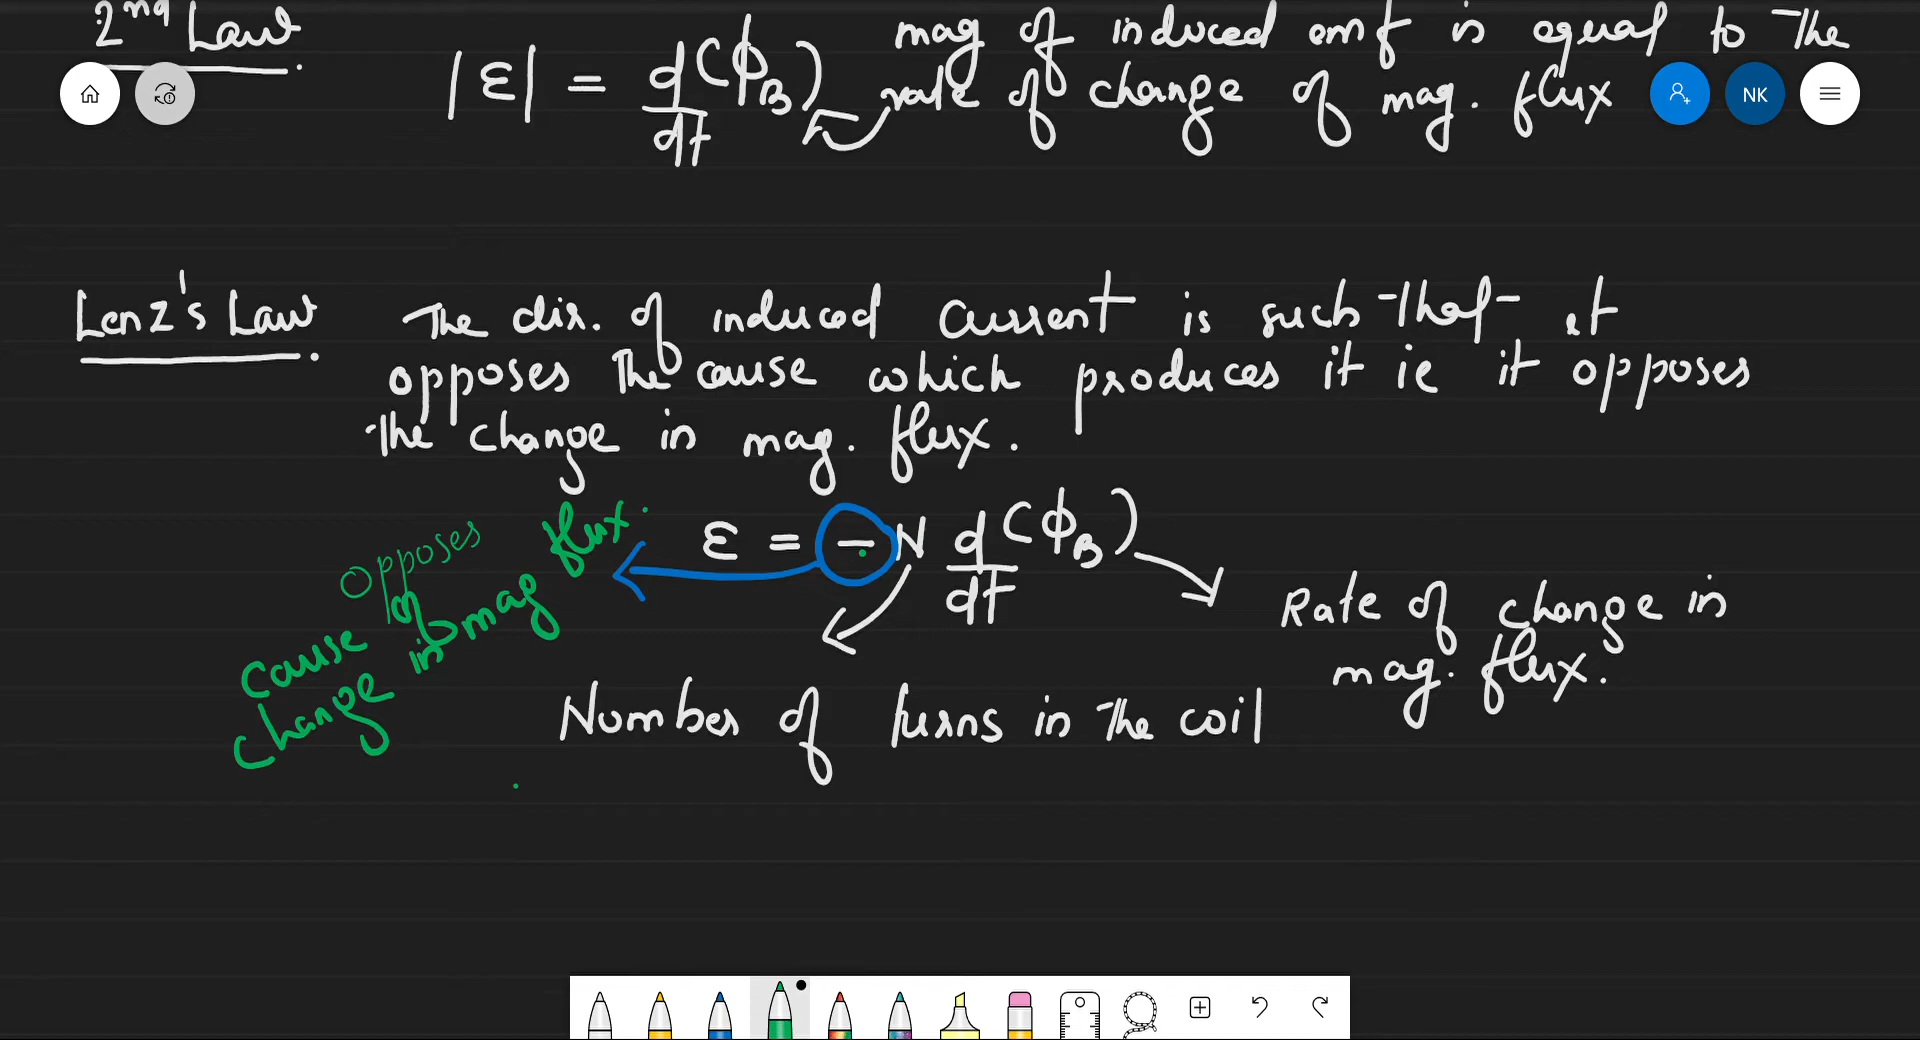 2nd Law
|ε| = d(ϕB)/dt
mag of induced emf is equal to the
rate of change of mag. flux
NK
Lenz's Law
The dir. of induced current is such that it
opposes the cause which produces it ie it opposes
the change in mag. flux.
ε = -N d(ϕB)/dt
opposes
cause of
change in mag flux.
Rate of change in
mag. flux.
Number of turns in the coil